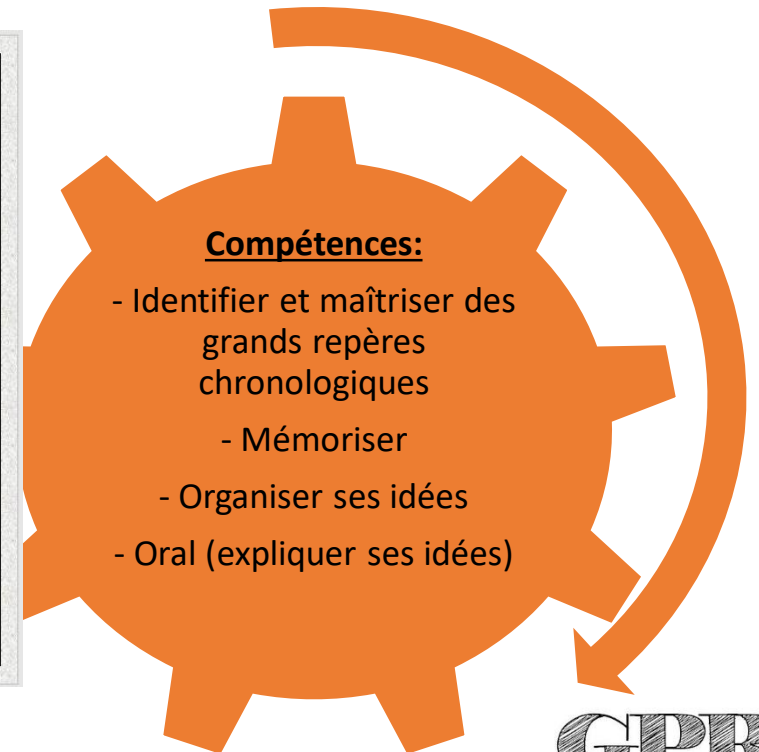 Compétences:
- Identifier et maîtriser des
grands repères
chronologiques
- Mémoriser
- Organiser ses idées
- Oral (expliquer ses idées)